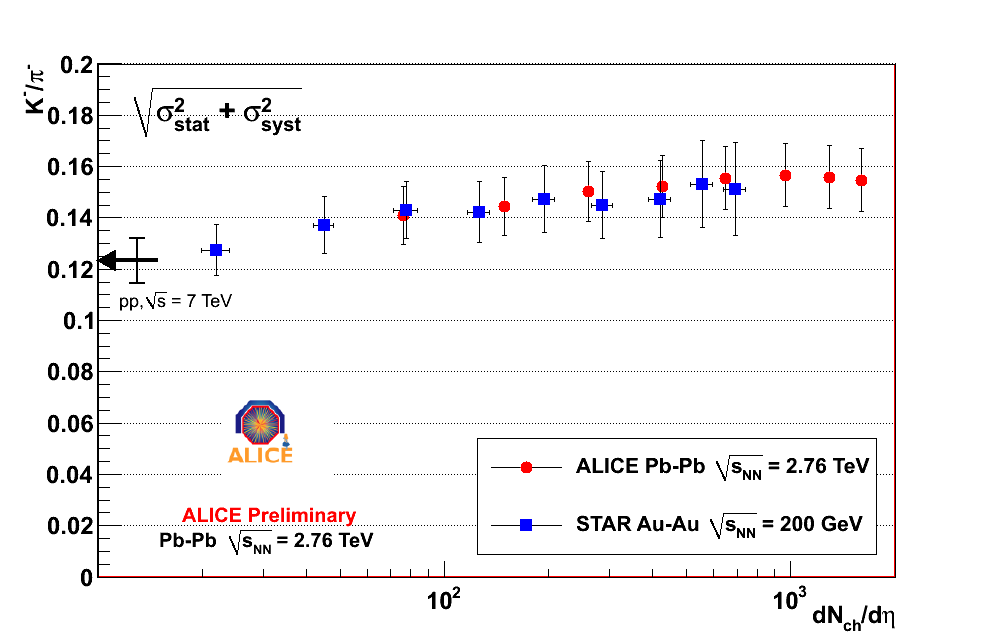 K⁻/π⁻
0.2
0.18
0.16
0.14
0.12
0.1
0.08
0.06
0.04
0.02
0
√σ²stat + σ²syst
pp, √s = 7 TeV
ALICE
ALICE Preliminary
Pb-Pb √sNN = 2.76 TeV
ALICE Pb-Pb √sNN = 2.76 TeV
STAR Au-Au √sNN = 200 GeV
10²
10³
dNch/dη